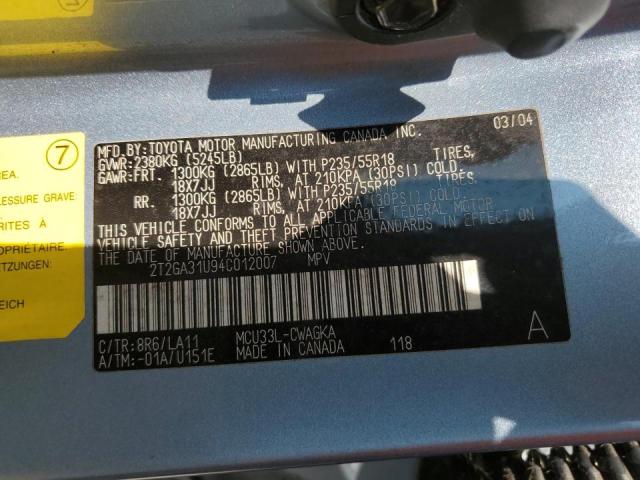 MFD.BY:TOYOTA MOTOR MANUFACTURING CANADA INC. 03/04
GVWR:2380KG (5245LB)
GAWR:FRT. 1300KG (2865LB) WITH P235/55R18 TIRES,
18X7JJ RIMS, AT 210KPA (30PSI) COLD.
RR. 1300KG (2865LB) WITH P235/55R18 TIRES,
18X7JJ RIMS, AT 210KPA (30PSI) COLD.
THIS VEHICLE CONFORMS TO ALL APPLICABLE FEDERAL MOTOR
VEHICLE SAFETY AND THEFT PREVENTION STANDARDS IN EFFECT ON
THE DATE OF MANUFACTURE SHOWN ABOVE.
2T2GA31U94C012007 MPV
C/TR:8R6/LA11 MCU33L-CWAGKA
A/TM:-01A/U151E MADE IN CANADA 118
A
7
REA.
LESSURE GRAVE
TO
ROPRIÉTAIRE.
EICH